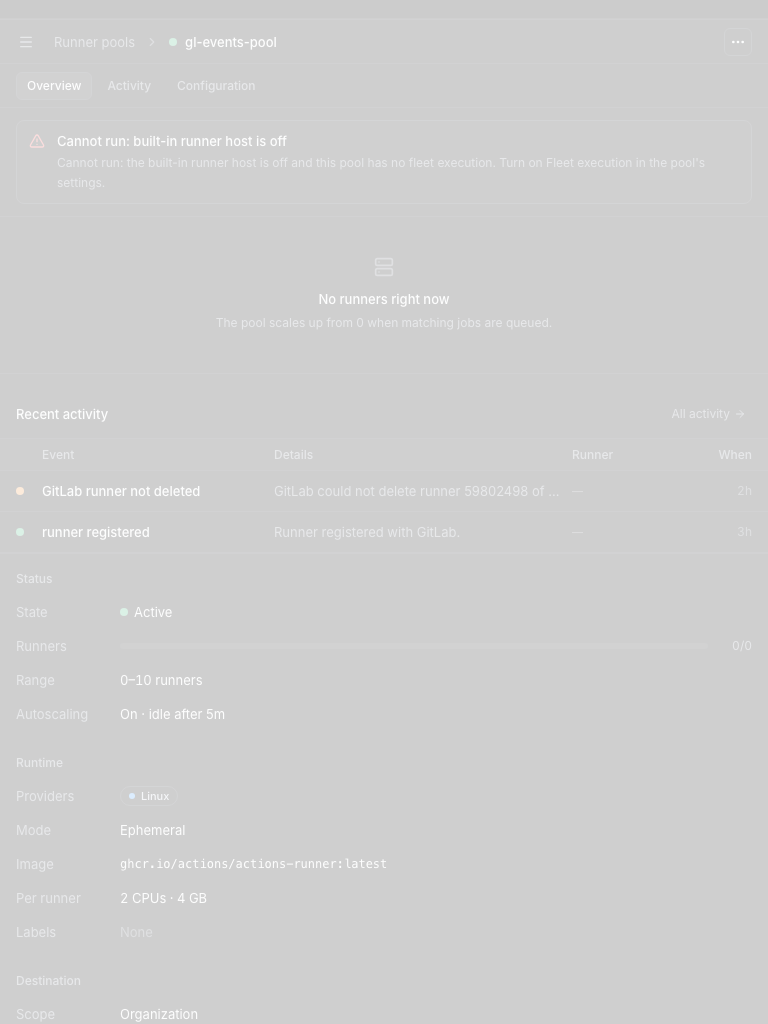 Runner pools
gl-events-pool
Overview
Activity
Configuration
Cannot run: built-in runner host is off
Cannot run: the built-in runner host is off and this pool has no fleet execution. Turn on Fleet execution in the pool's
settings.
No runners right now
The pool scales up from 0 when matching jobs are queued.
Recent activity
All activity →
Event Details Runner When
GitLab runner not deleted GitLab could not delete runner 59802498 of ... — 2h
runner registered Runner registered with GitLab. — 3h
Status
State Active
Runners 0/0
Range 0–10 runners
Autoscaling On · idle after 5m
Runtime
Providers Linux
Mode Ephemeral
Image ghcr.io/actions/actions-runner:latest
Per runner 2 CPUs · 4 GB
Labels None
Destination
Scope Organization